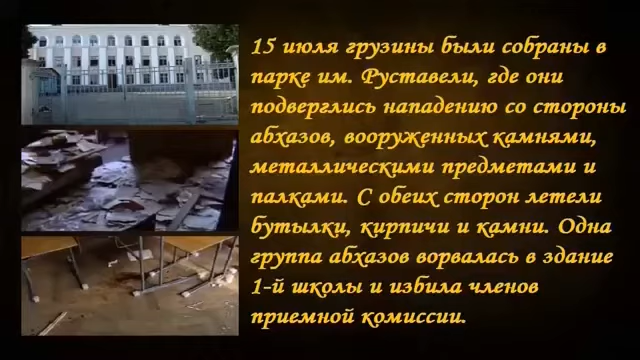 15 июля грузины были собраны в
парке им. Руставели, где они
подверглись нападению со стороны
абхазов, вооруженных камнями,
металлическими предметами и
палками. С обеих сторон летели
бутылки, кирпичи и камни. Одна
группа абхазов ворвалась в здание
1-й школы и избила членов
приемной комиссии.